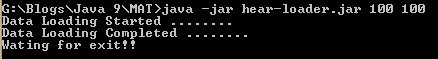 G:\Blogs\Java 9\MAT>java -jar hear-loader.jar 100 100
Data Loading Started ........
Data Loading Completed ........
Wating for exit!!